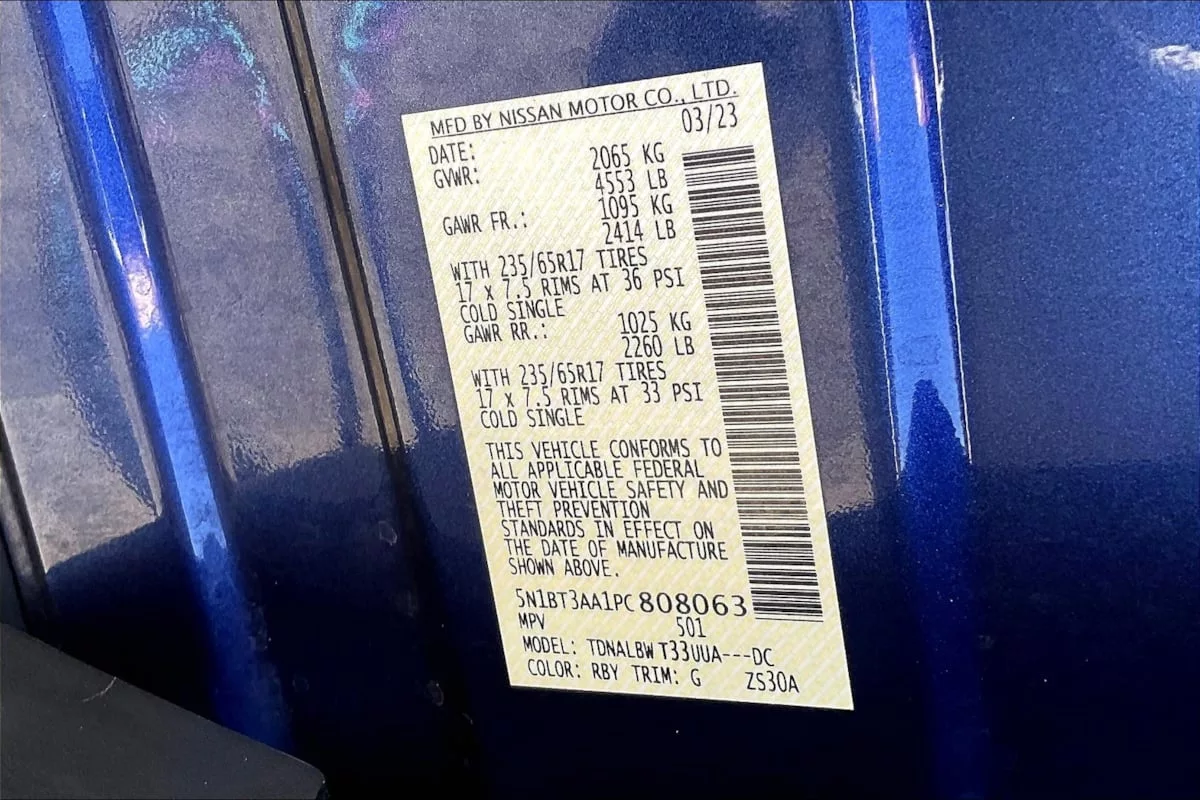 MFD BY NISSAN MOTOR CO., LTD.
DATE: 03/23
GVWR: 2065 KG
4553 LB
GAWR FR.: 1095 KG
2414 LB
WITH 235/65R17 TIRES
17 x 7.5 RIMS AT 36 PSI
COLD SINGLE
GAWR RR.: 1025 KG
2260 LB
WITH 235/65R17 TIRES
17 x 7.5 RIMS AT 33 PSI
COLD SINGLE
THIS VEHICLE CONFORMS TO
ALL APPLICABLE FEDERAL
MOTOR VEHICLE SAFETY AND
THEFT PREVENTION
STANDARDS IN EFFECT ON
THE DATE OF MANUFACTURE
SHOWN ABOVE.
5N1BT3AA1PC808063
MPV 501
MODEL: TDNALBW T33UUA---DC
COLOR: RBY TRIM: G ZS30A